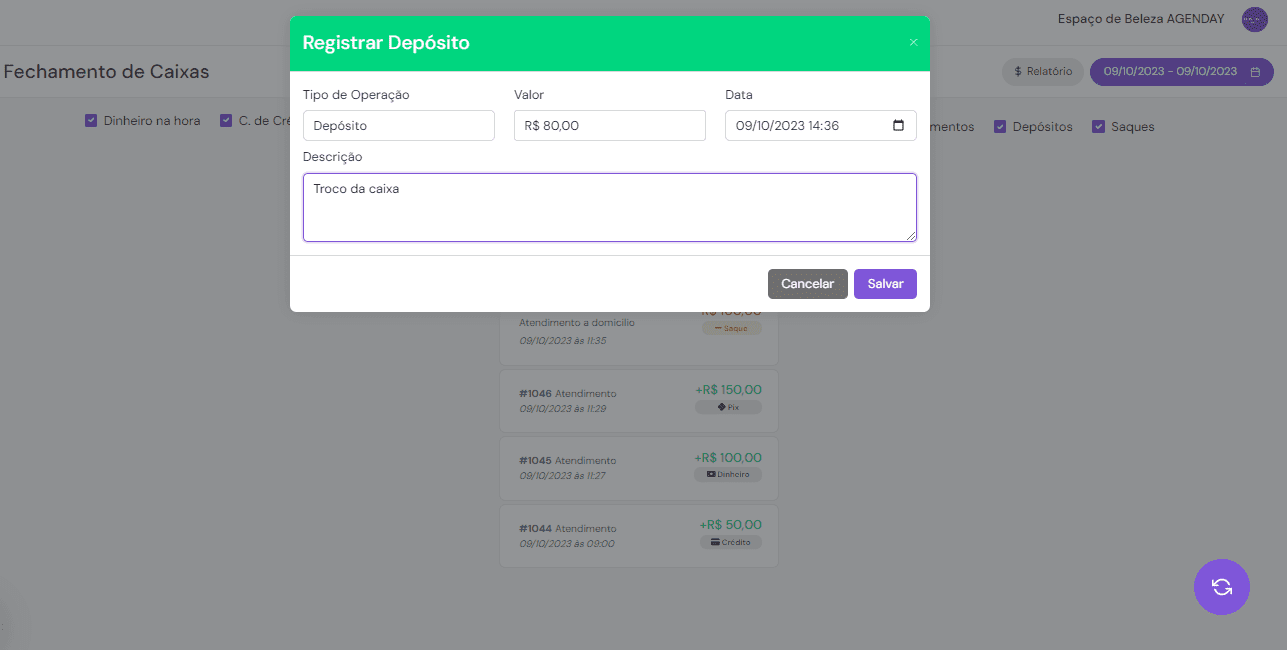 Espaço de Beleza AGENDAY
Registrar Depósito
Fechamento de Caixas
$ Relatório
09/10/2023 - 09/10/2023
Dinheiro na hora
C. de Cré
mentos
Depósitos
Saques
Tipo de Operação
Valor
Data
Depósito
R$ 80,00
09/10/2023 14:36
Descrição
Troco da caixa
Cancelar
Salvar
Atendimento a domicilio
Saque
09/10/2023 às 11:35
#1046 Atendimento
+R$ 150,00
09/10/2023 às 11:29
Pix
#1045 Atendimento
+R$ 100,00
09/10/2023 às 11:27
Dinheiro
#1044 Atendimento
+R$ 50,00
09/10/2023 às 09:00
Crédito